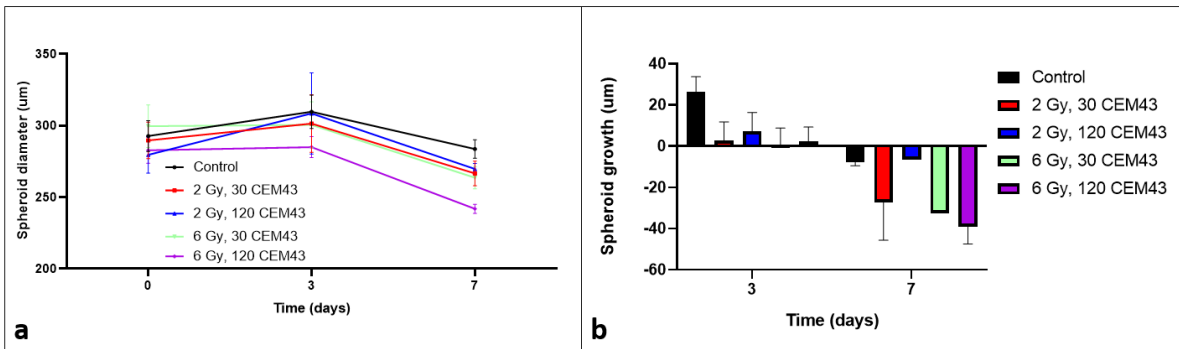 350
300
250
200
Spheroid diameter (um)
Control
2 Gy, 30 CEM43
2 Gy, 120 CEM43
6 Gy, 30 CEM43
6 Gy, 120 CEM43
0
3
7
Time (days)
a
40
20
0
-20
-40
-60
Spheroid growth (um)
Control
2 Gy, 30 CEM43
2 Gy, 120 CEM43
6 Gy, 30 CEM43
6 Gy, 120 CEM43
3
7
Time (days)
b